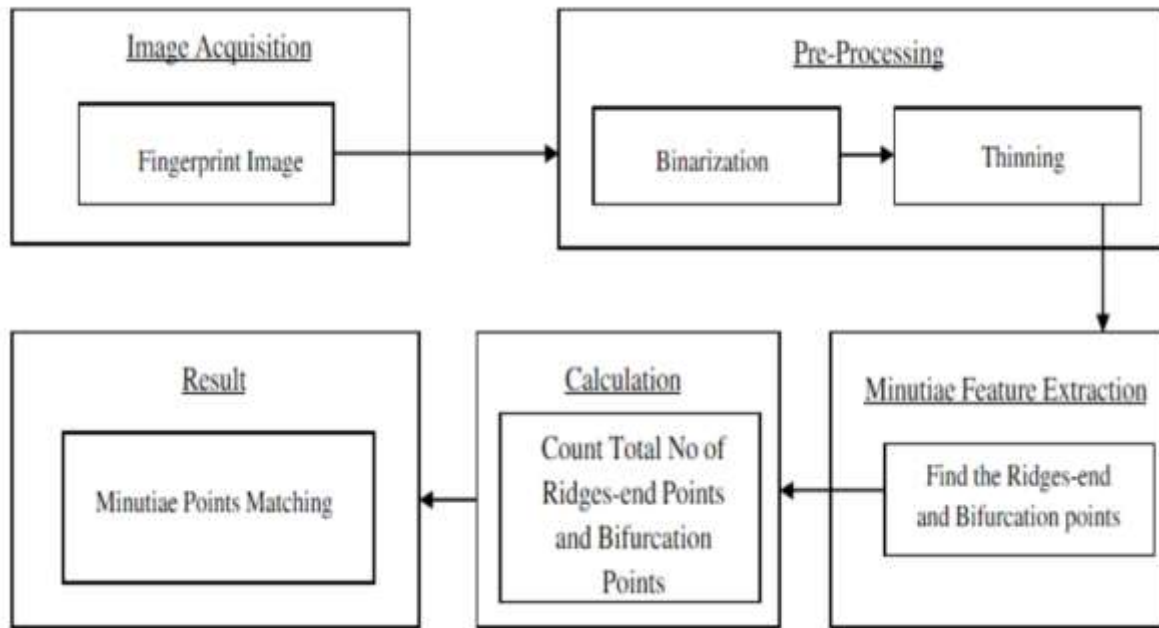 Image Acquisition
Fingerprint Image
Pre-Processing
Binarization
Thinning
Minutiae Feature Extraction
Find the Ridges-end
and Bifurcation points
Calculation
Count Total No of
Ridges-end Points
and Bifurcation
Points
Result
Minutiae Points Matching